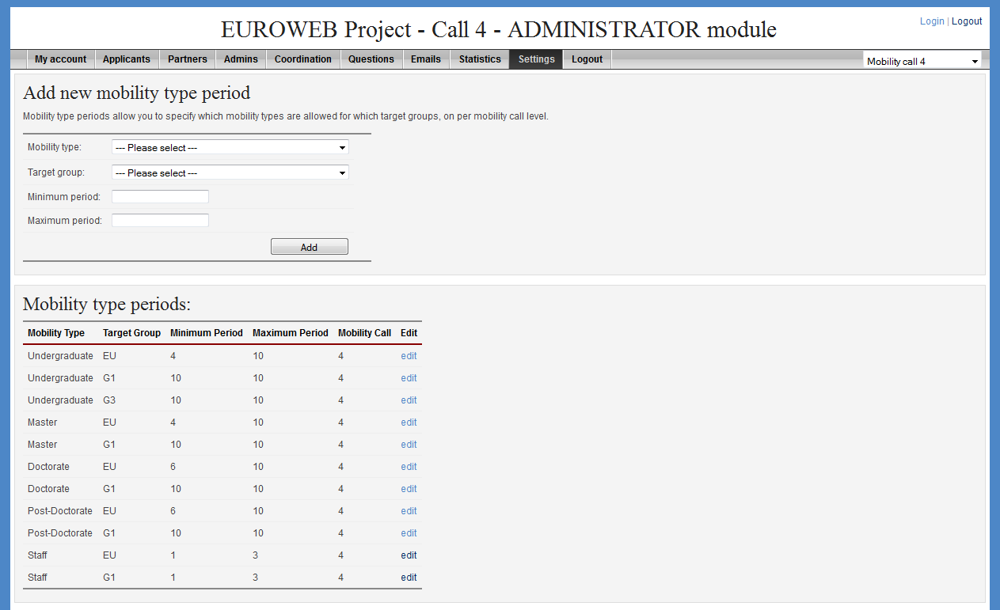 EUROWEB Project - Call 4 - ADMINISTRATOR module
Login | Logout
My account Applicants Partners Admins Coordination Questions Emails Statistics Settings Logout Mobility call 4
Add new mobility type period
Mobility type periods allow you to specify which mobility types are allowed for which target groups, on per mobility call level.
Mobility type: --- Please select ---
Target group: --- Please select ---
Minimum period:
Maximum period:
Add
Mobility type periods:
Mobility Type Target Group Minimum Period Maximum Period Mobility Call Edit
Undergraduate EU 4 10 4 edit
Undergraduate G1 10 10 4 edit
Undergraduate G3 10 10 4 edit
Master EU 4 10 4 edit
Master G1 10 10 4 edit
Doctorate EU 6 10 4 edit
Doctorate G1 10 10 4 edit
Post-Doctorate EU 6 10 4 edit
Post-Doctorate G1 10 10 4 edit
Staff EU 1 3 4 edit
Staff G1 1 3 4 edit